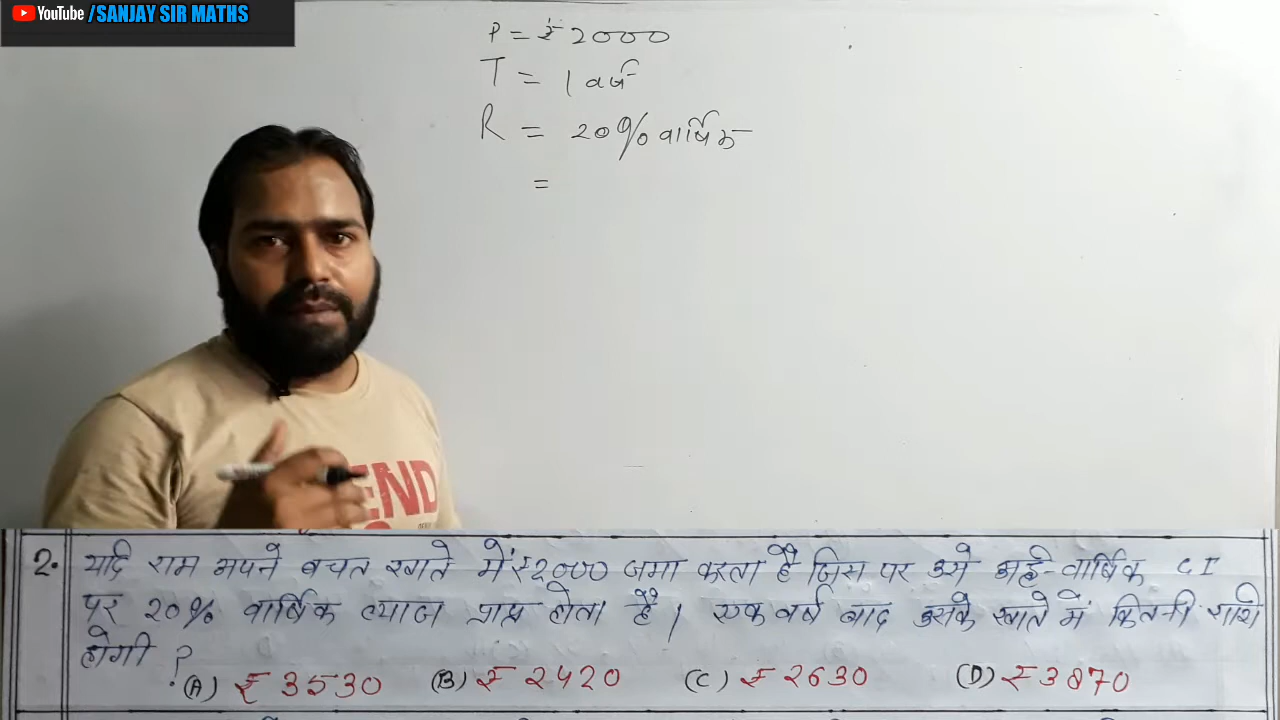 YouTube /SANJAY SIR MATHS
P = ₹ 2000
T = 1 वर्ष
R = 20% वार्षिक
=
END
2. यदि राम अपने बचत खाते में ₹2000 जमा करता है जिस पर उसे अर्द्ध-वार्षिक CI
पर 20% वार्षिक ब्याज प्राप्त होता है। एक वर्ष बाद उसके खाते में कितनी राशि
होगी ?
(A) ₹ 3530 (B) ₹ 2420 (C) ₹ 2630 (D) ₹ 3870